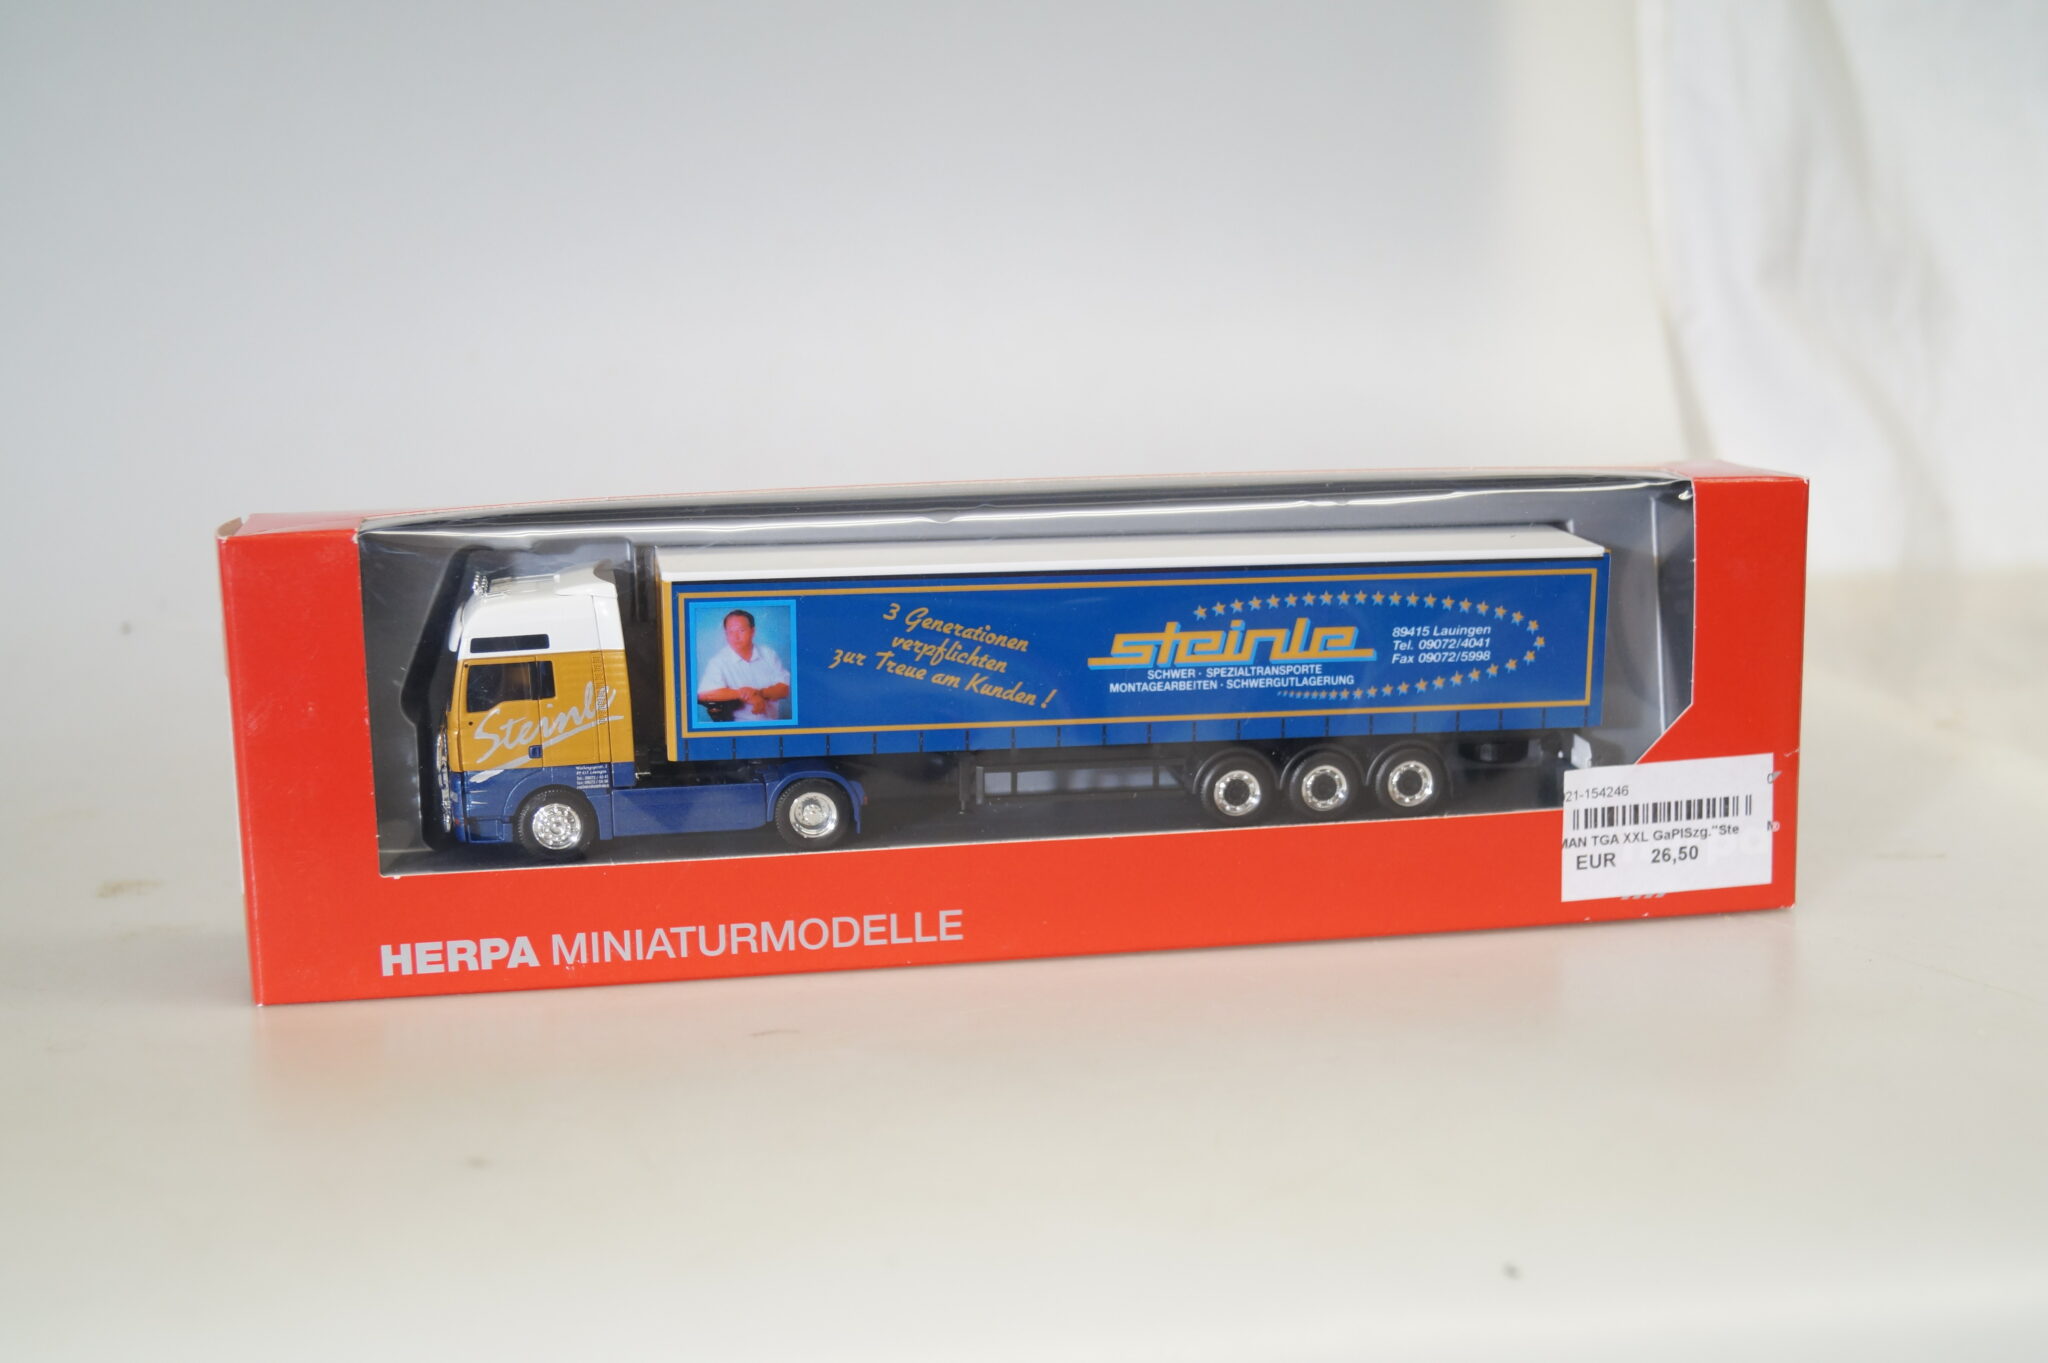 3 Generationen
verpflichten
zur Treue am Kunden !
steinle
SCHWER · SPEZIALTRANSPORTE
MONTAGEARBEITEN · SCHWERGUTLAGERUNG
89415 Lauingen
Tel. 09072/4041
Fax 09072/5998
Steinle
021-154246
MAN TGA XXL GaPlSzg."Ste
EUR 26,50
HERPA MINIATURMODELLE